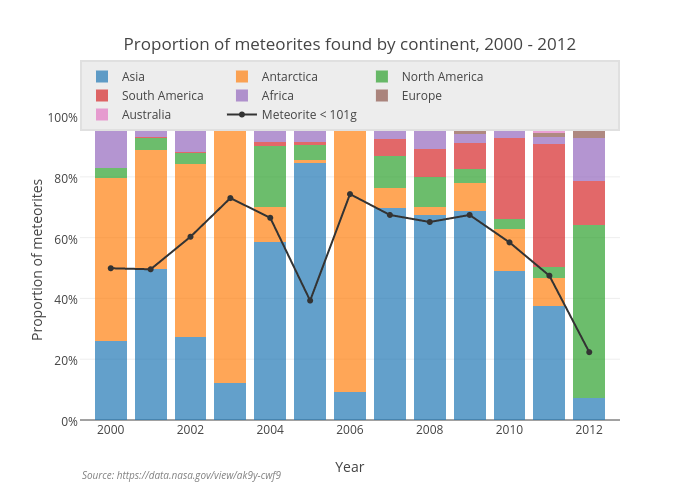 Proportion of meteorites found by continent, 2000 - 2012
Asia Antarctica North America
South America Africa Europe
Australia Meteorite < 101g
100%
80%
60%
40%
20%
0%
Proportion of meteorites
2000 2002 2004 2006 2008 2010 2012
Year
Source: https://data.nasa.gov/view/ak9y-cwf9